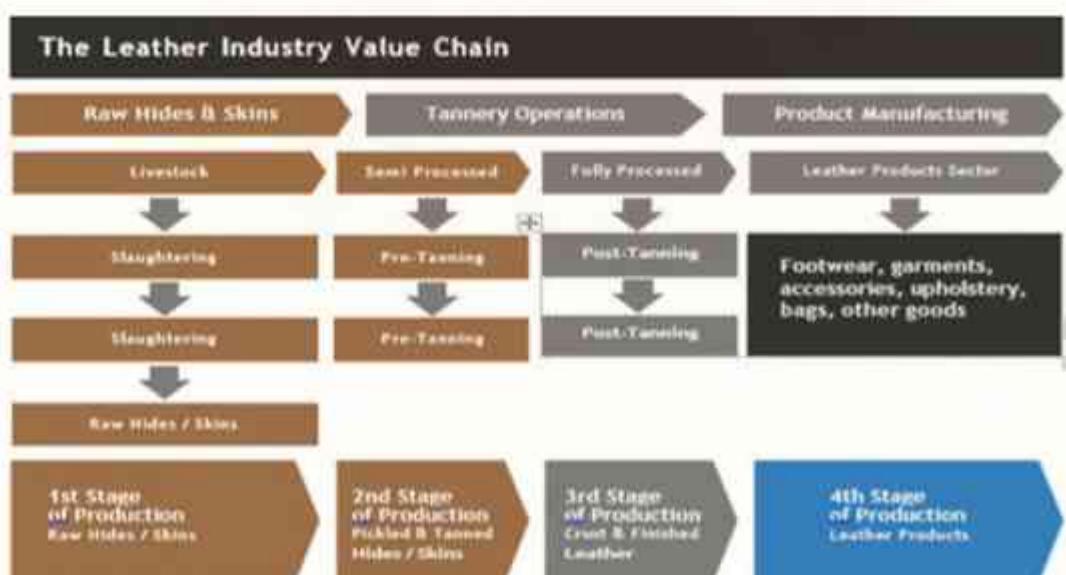 The Leather Industry Value Chain
Raw Hides & Skins
Tannery Operations
Product Manufacturing
Livestock
Semi Processed
Fully Processed
Leather Products Sector
Slaughtering
Pre-Tanning
Post-Tanning
Footwear, garments,
accessories, upholstery,
bags, other goods
Slaughtering
Pre-Tanning
Post-Tanning
Raw Hides / Skins
1st Stage
of Production
Raw Hides / Skins
2nd Stage
of Production
Pickled & Tanned
Hides / Skins
3rd Stage
of Production
Crust & Finished
Leather
4th Stage
of Production
Leather Products